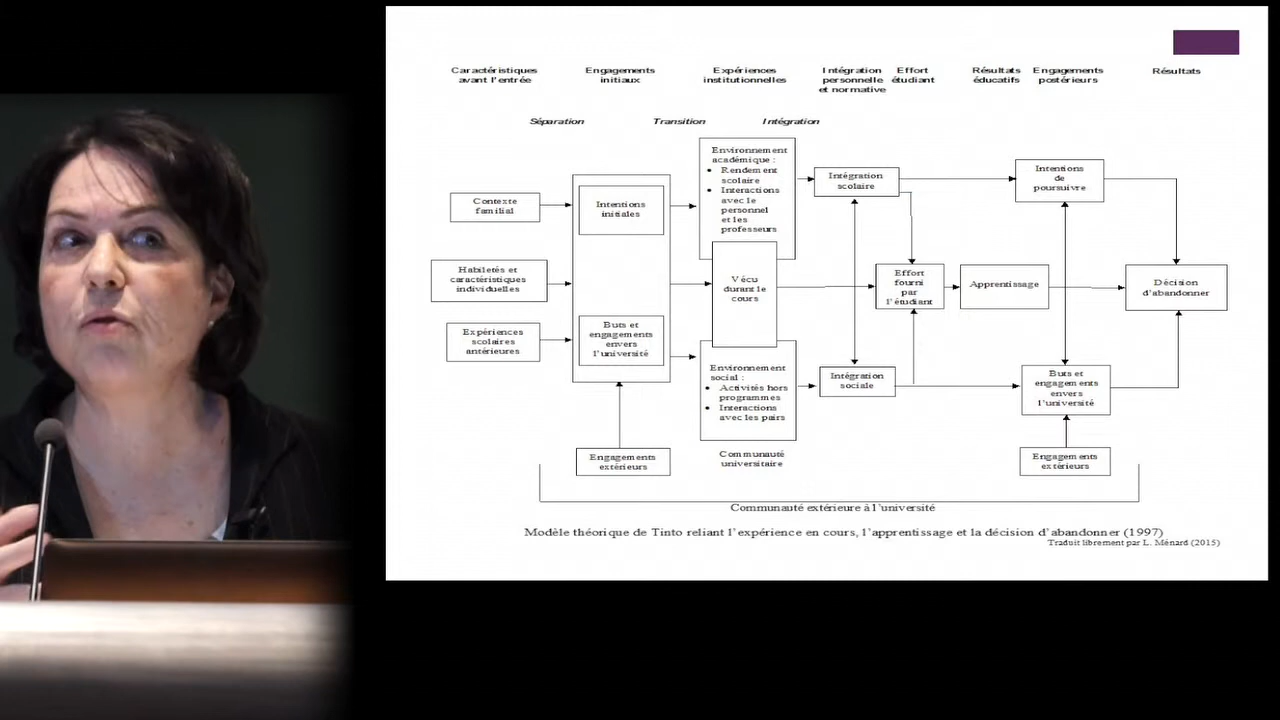 Caractéristiques
avant l'entrée
Engagements
initiaux
Expériences
institutionnelles
Intégration
personnelle
et normative
Effort
étudiant
Résultats
éducatifs
Engagements
postérieurs
Résultats
Séparation
Transition
Intégration
Contexte
familial
Habiletés et
caractéristiques
individuelles
Expériences
scolaires
antérieures
Intentions
initiales
Buts et
engagements
envers
l'université
Engagements
extérieurs
Environnement
académique :
• Rendement
scolaire
• Interactions
avec le
personnel
et les
professeurs
Vécu
durant le
cours
Environnement
social :
• Activités hors
programmes
• Interactions
avec les pairs
Communauté
universitaire
Intégration
scolaire
Intégration
sociale
Effort
fourni
par
l'étudiant
Apprentissage
Intentions
de
poursuivre
Buts et
engagements
envers
l'université
Engagements
extérieurs
Décision
d'abandonner
Communauté extérieure à l'université
Modèle théorique de Tinto reliant l'expérience en cours, l'apprentissage et la décision d'abandonner (1997)
Traduit librement par L. Ménard (2015)